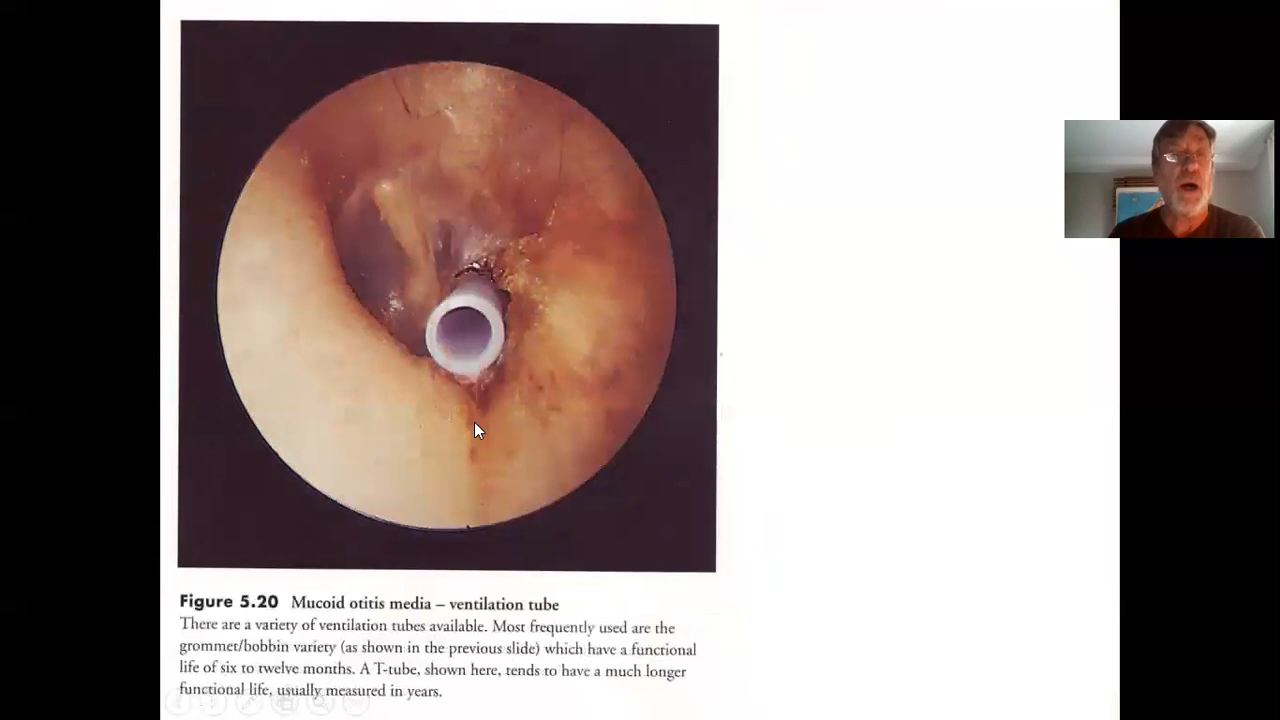 Figure 5.20 Mucoid otitis media – ventilation tube
There are a variety of ventilation tubes available. Most frequently used are the
grommet/bobbin variety (as shown in the previous slide) which have a functional
life of six to twelve months. A T-tube, shown here, tends to have a much longer
functional life, usually measured in years.